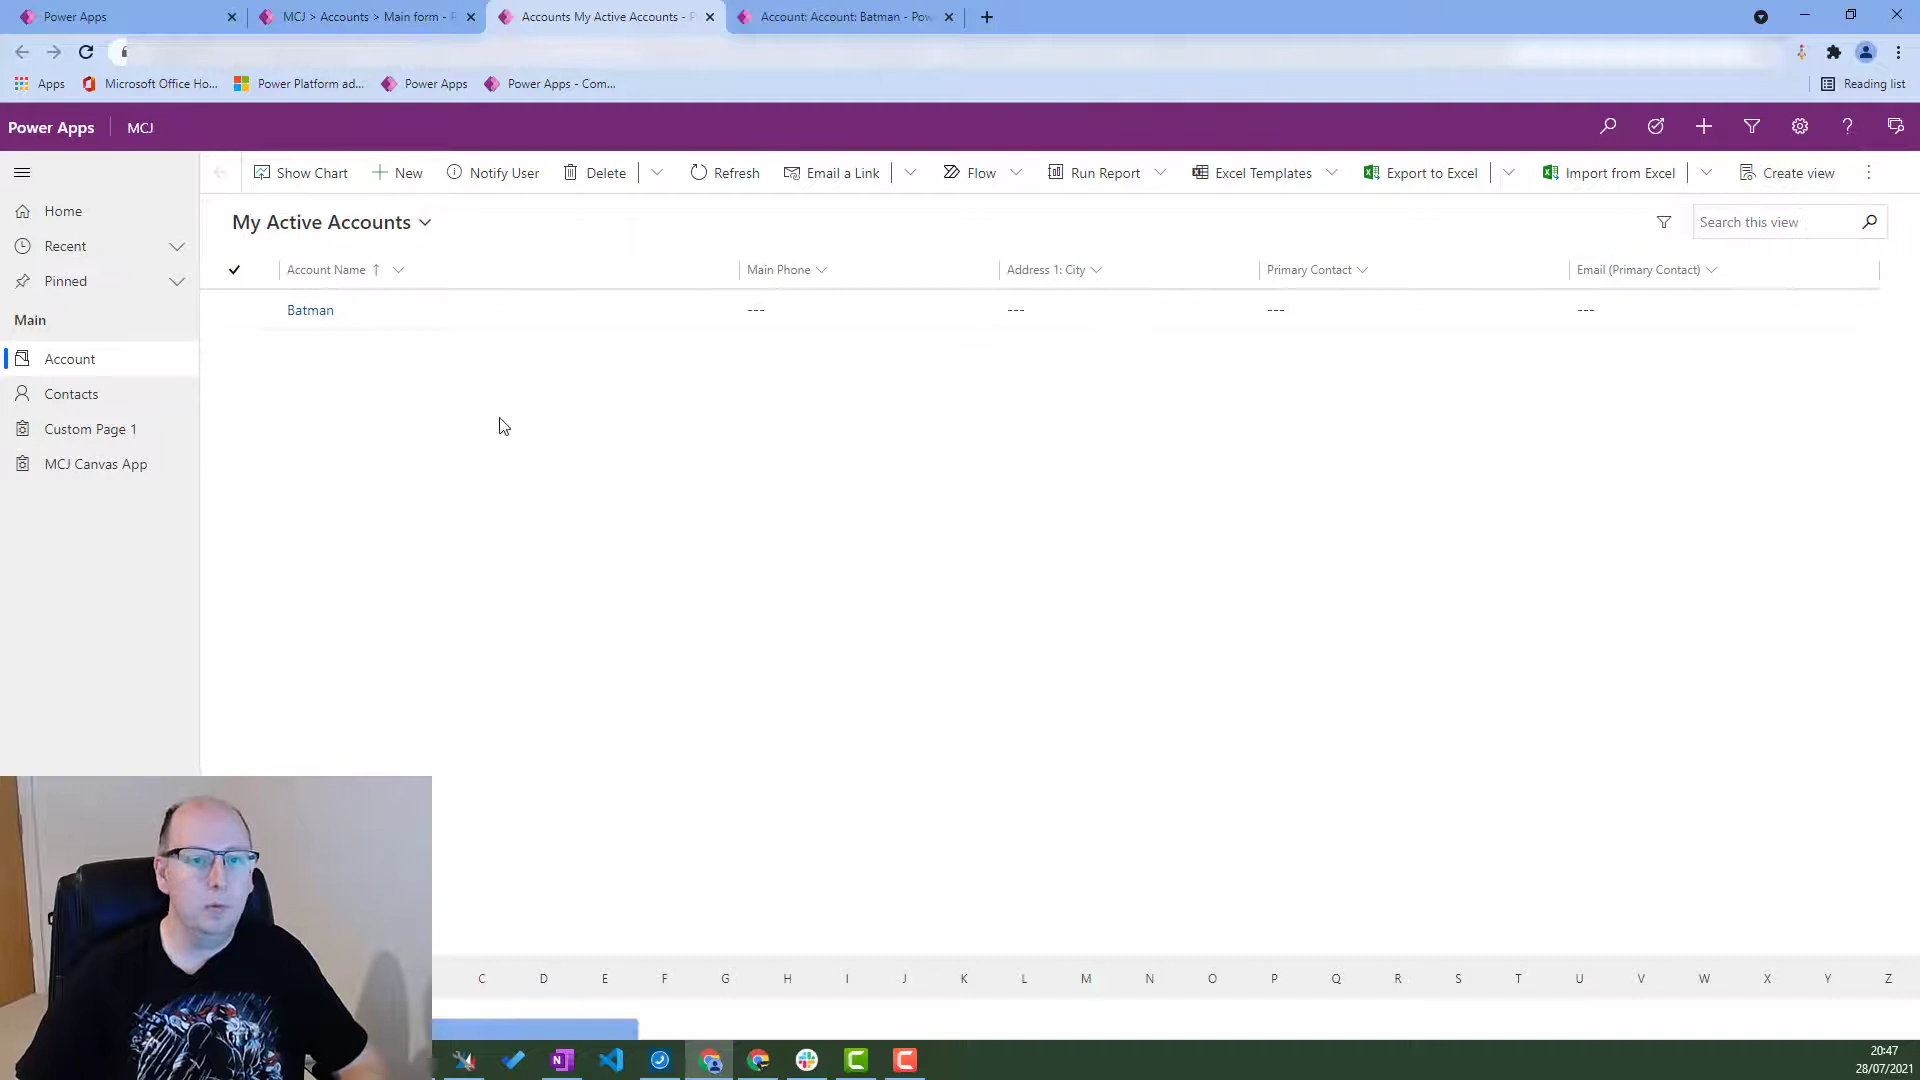 Power Apps
MCJ > Accounts > Main form - P
Accounts My Active Accounts - P
Account: Account: Batman - Pow
Apps
Microsoft Office Ho...
Power Platform ad...
Power Apps
Power Apps - Com...
Reading list
Power Apps
MCJ
Show Chart
New
Notify User
Delete
Refresh
Email a Link
Flow
Run Report
Excel Templates
Export to Excel
Import from Excel
Create view
Home
Recent
Pinned
Main
Account
Contacts
Custom Page 1
MCJ Canvas App
My Active Accounts
Search this view
Account Name
Main Phone
Address 1: City
Primary Contact
Email (Primary Contact)
Batman
---
---
---
---
C D E F G H I J K L M N O P Q R S T U V W X Y Z
20:47
28/07/2021